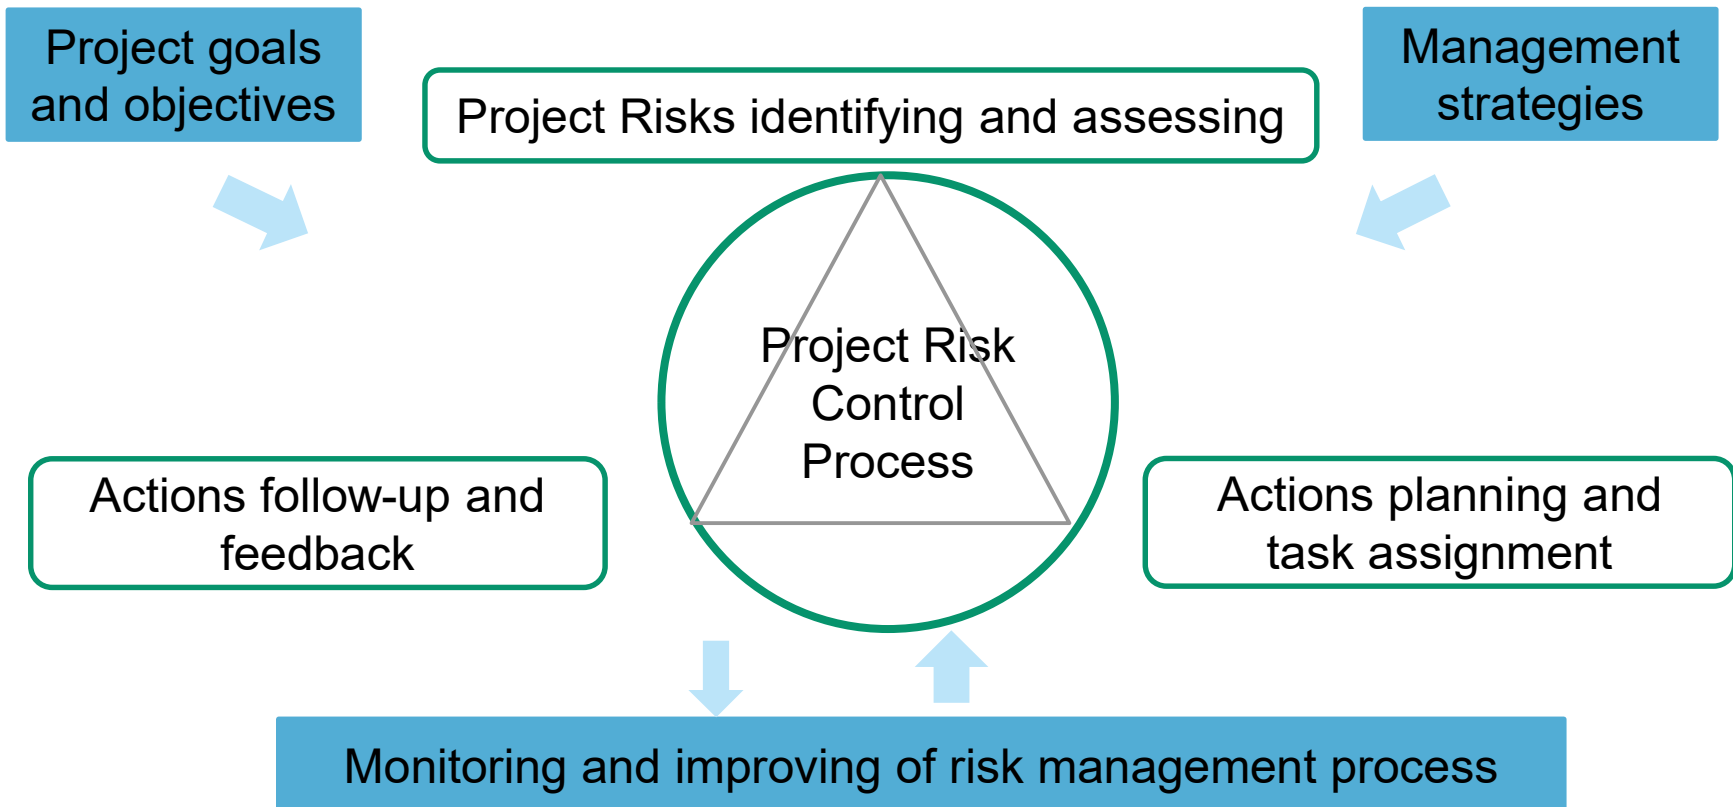 Project goals
and objectives
Management
strategies
Project Risks identifying and assessing
Project Risk
Control
Process
Actions follow-up and
feedback
Actions planning and
task assignment
Monitoring and improving of risk management process